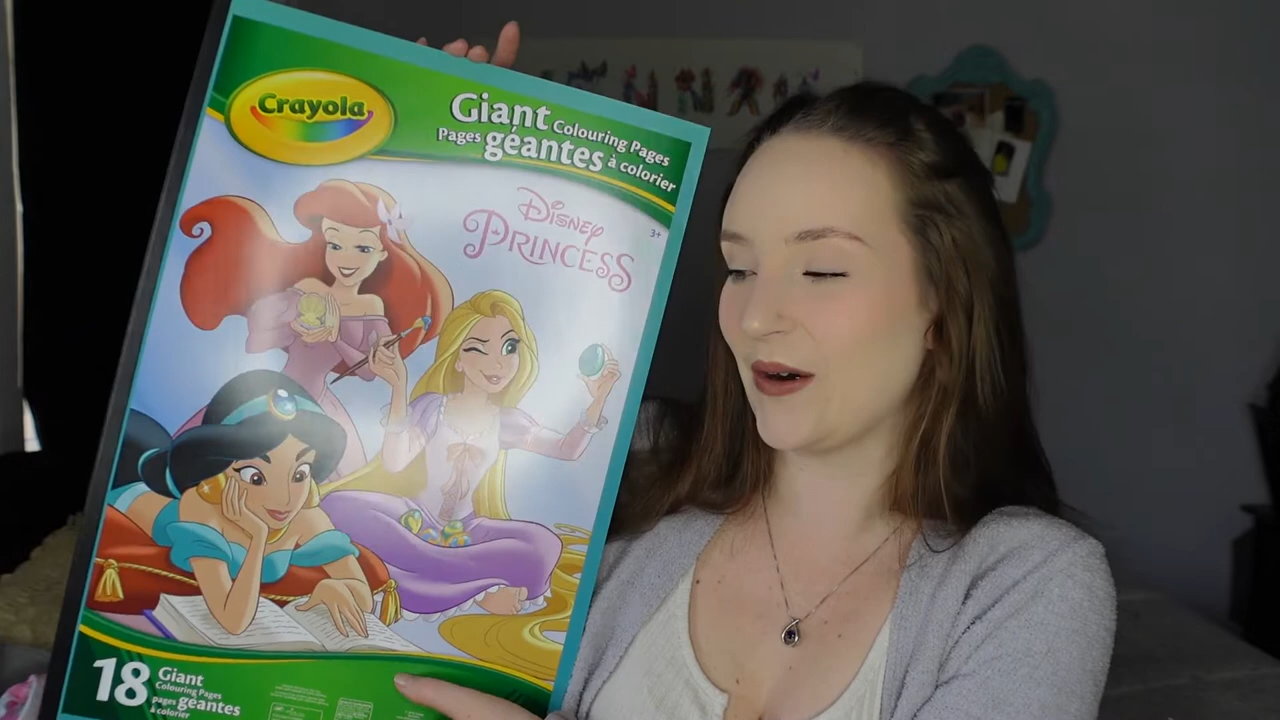 Crayola
Giant Colouring Pages
Pages géantes à colorier
Disney
PRINCESS
3+
18 Giant
Colouring Pages
pages géantes
à colorier